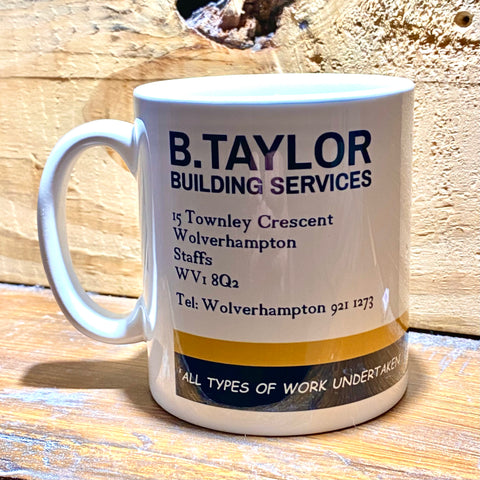 B.TAYLOR
BUILDING SERVICES
15 Townley Crescent
Wolverhampton
Staffs
WV1 8Q2
Tel: Wolverhampton 921 1273
'ALL TYPES OF WORK UNDERTAKEN